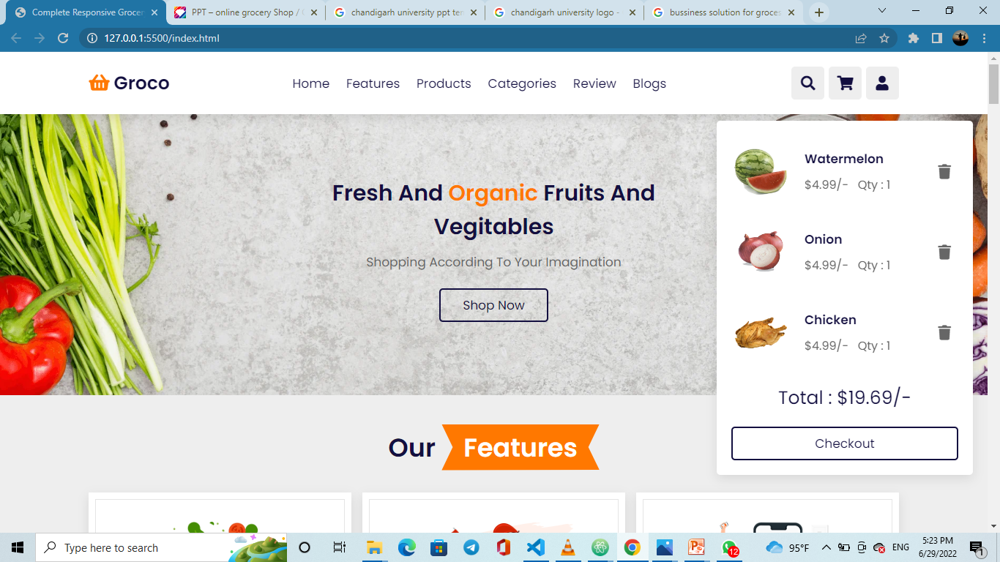 Complete Responsive Grocer
PPT – online grocery Shop /
chandigarh university ppt ten
chandigarh university logo -
bussiness solution for groces
127.0.0.1:5500/index.html
Groco
Home
Features
Products
Categories
Review
Blogs
Fresh And Organic Fruits And
Vegitables
Shopping According To Your Imagination
Shop Now
Watermelon
$4.99/- Qty : 1
Onion
$4.99/- Qty : 1
Chicken
$4.99/- Qty : 1
Total : $19.69/-
Checkout
Our Features
Type here to search
12
95°F
ENG
5:23 PM
6/29/2022
1